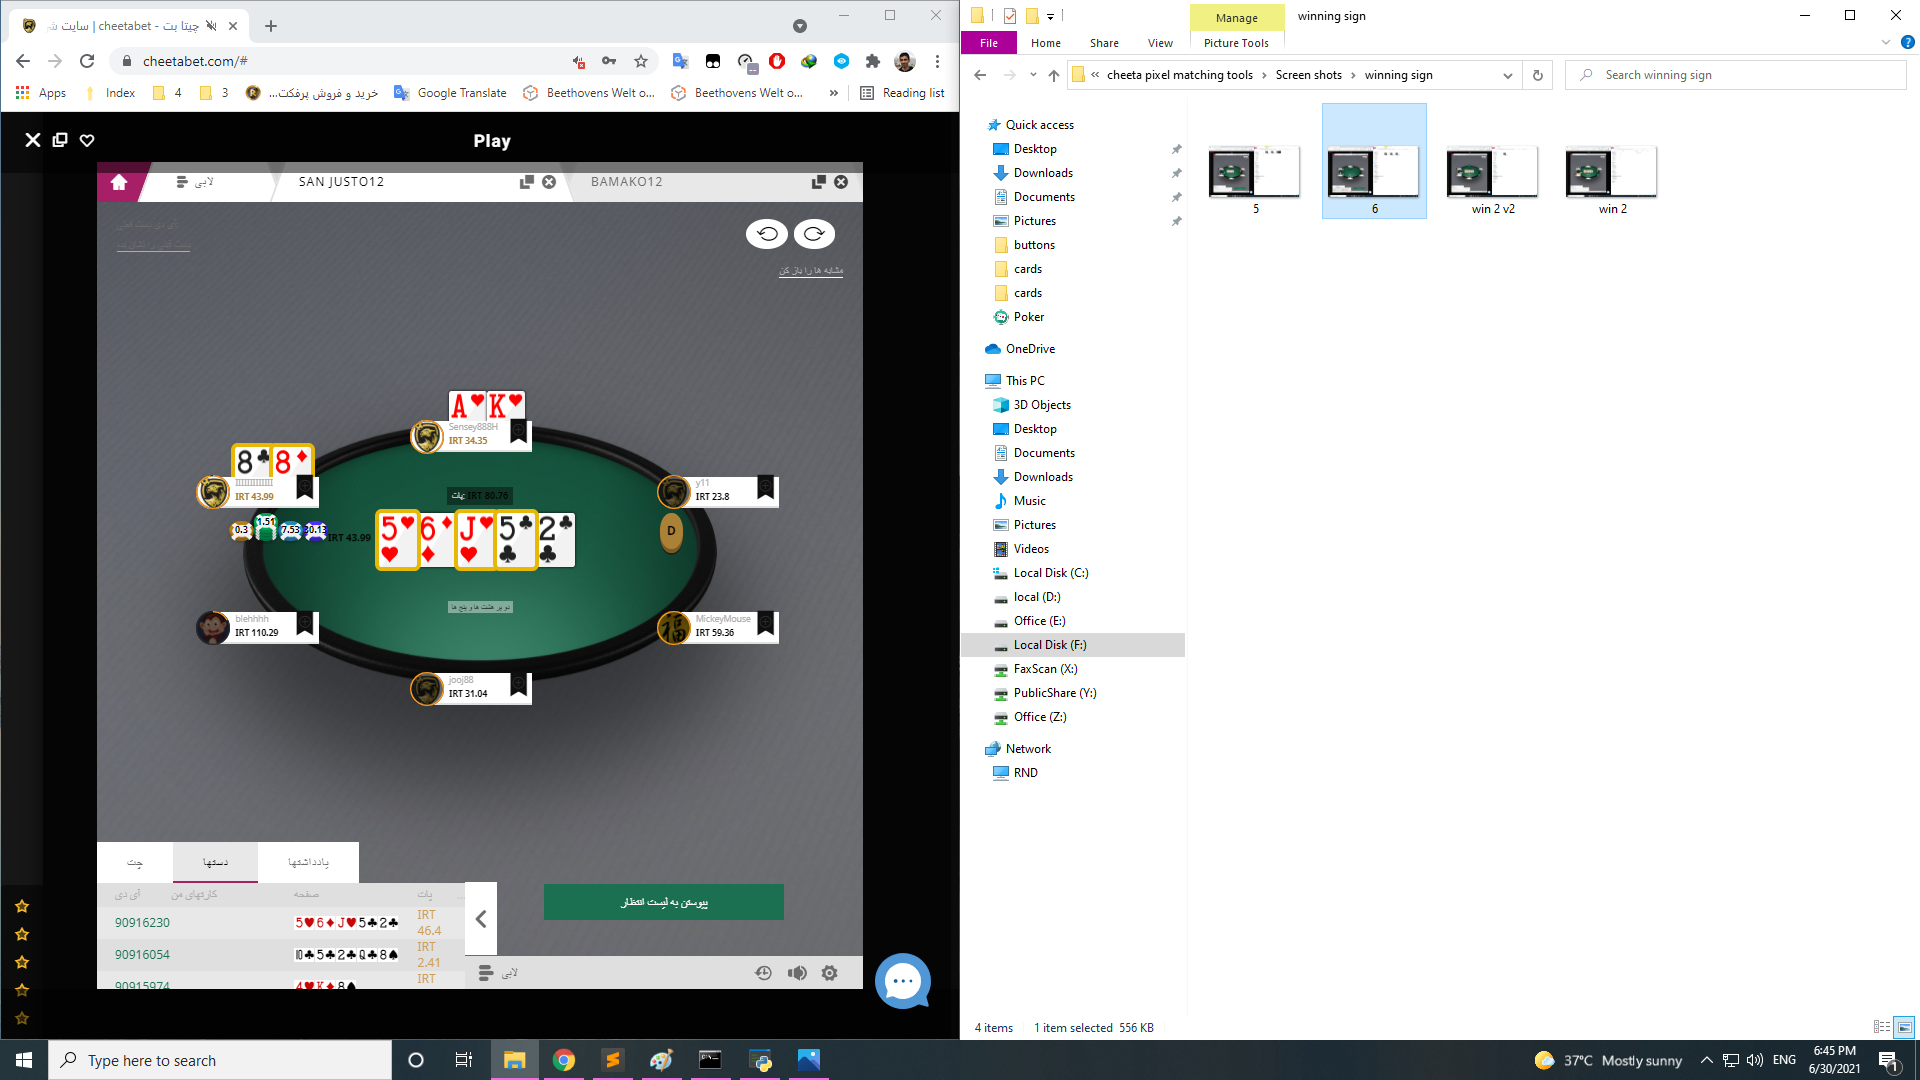 چیتا بت - cheetabet | سایت شر
cheetabet.com/#
Apps
Index
4
3
خرید و فروش پرفکت...
Google Translate
Beethovens Welt o...
Beethovens Welt o...
»
Reading list
Play
لابی
SAN JUSTO12
BAMAKO12
مشابه ها را باز کن
A K
Sensey888H
IRT 34.35
8 8
IRT 43.99
y11
IRT 23.8
پات: IRT 80.76
0.3 1.51 7.53 30.13 IRT 43.99
5 6 J 5 2
D
دو پر هشت ها و پنج ها
blehhhh
IRT 110.29
MickeyMouse
IRT 59.36
jooj88
IRT 31.04
چت
دستها
یادداشتها
آی دی
کارتهای من
صفحه
پات
...
90916230
5♥6♦J♥5♣2♣
IRT 46.4
90916054
10♣5♣2♣Q♣8♠
IRT 2.41
90915974
4♥K♦8♠
IRT
پیوستن به لیست انتظار
لابی
Manage
winning sign
File
Home
Share
View
Picture Tools
« cheeta pixel matching tools > Screen shots > winning sign
Search winning sign
Quick access
Desktop
Downloads
Documents
Pictures
buttons
cards
cards
Poker
OneDrive
This PC
3D Objects
Desktop
Documents
Downloads
Music
Pictures
Videos
Local Disk (C:)
local (D:)
Office (E:)
Local Disk (F:)
FaxScan (X:)
PublicShare (Y:)
Office (Z:)
Network
RND
5
6
win 2 v2
win 2
4 items
1 item selected 556 KB
Type here to search
37°C Mostly sunny
ENG
6:45 PM
6/30/2021
1